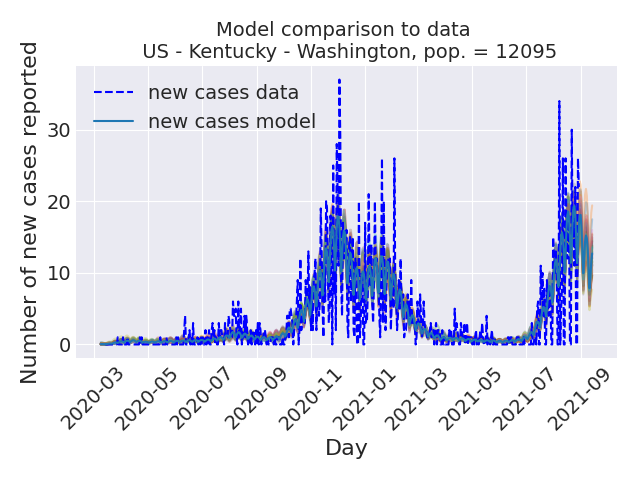 Model comparison to data
US - Kentucky - Washington, pop. = 12095
Number of new cases reported
30
20
10
0
new cases data
new cases model
2020-03
2020-05
2020-07
2020-09
2020-11
2021-01
2021-03
2021-05
2021-07
2021-09
Day